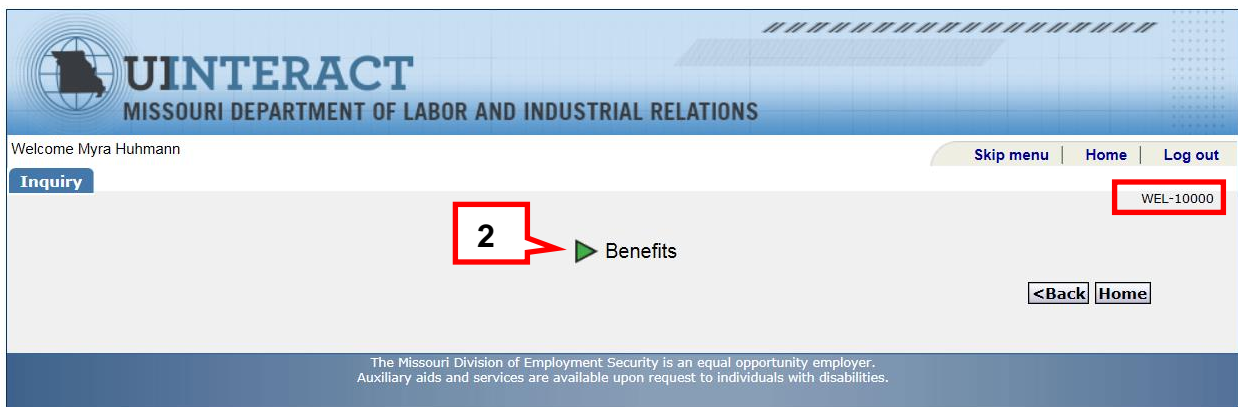 UINTERACT
MISSOURI DEPARTMENT OF LABOR AND INDUSTRIAL RELATIONS
Welcome Myra Huhmann
Skip menu | Home | Log out
Inquiry
WEL-10000
2
Benefits
<Back Home
The Missouri Division of Employment Security is an equal opportunity employer.
Auxiliary aids and services are available upon request to individuals with disabilities.